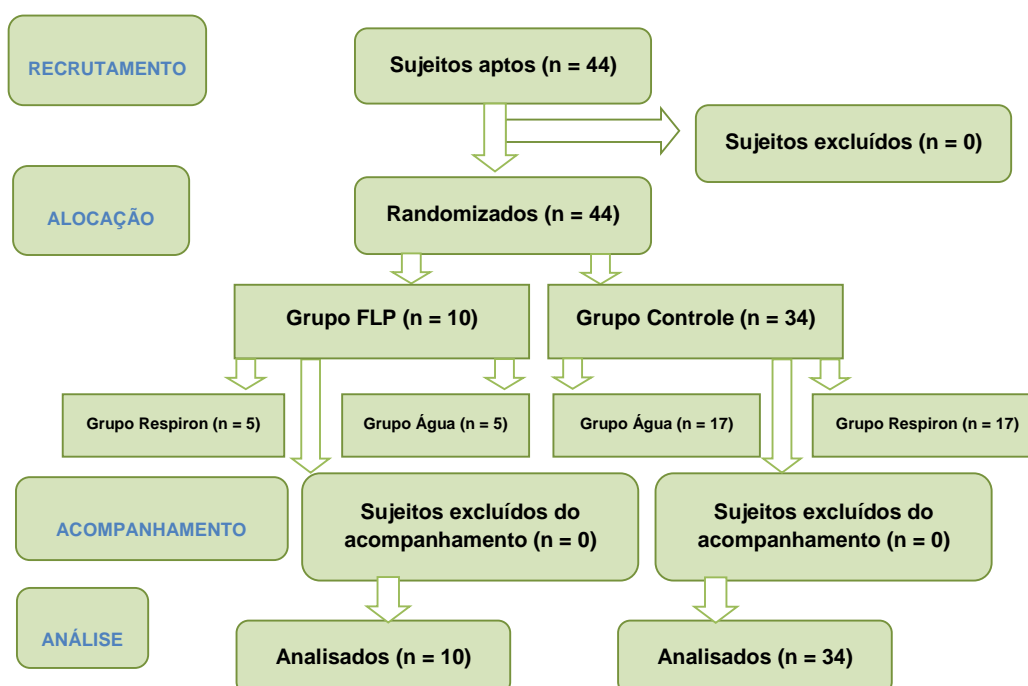 RECRUTAMENTO
Sujeitos aptos (n = 44)
Sujeitos excluídos (n = 0)
ALOCAÇÃO
Randomizados (n = 44)
Grupo FLP (n = 10)
Grupo Controle (n = 34)
Grupo Respiron (n = 5)
Grupo Água (n = 5)
Grupo Água (n = 17)
Grupo Respiron (n = 17)
ACOMPANHAMENTO
Sujeitos excluídos do
acompanhamento (n = 0)
Sujeitos excluídos do
acompanhamento (n = 0)
ANÁLISE
Analisados (n = 10)
Analisados (n = 34)